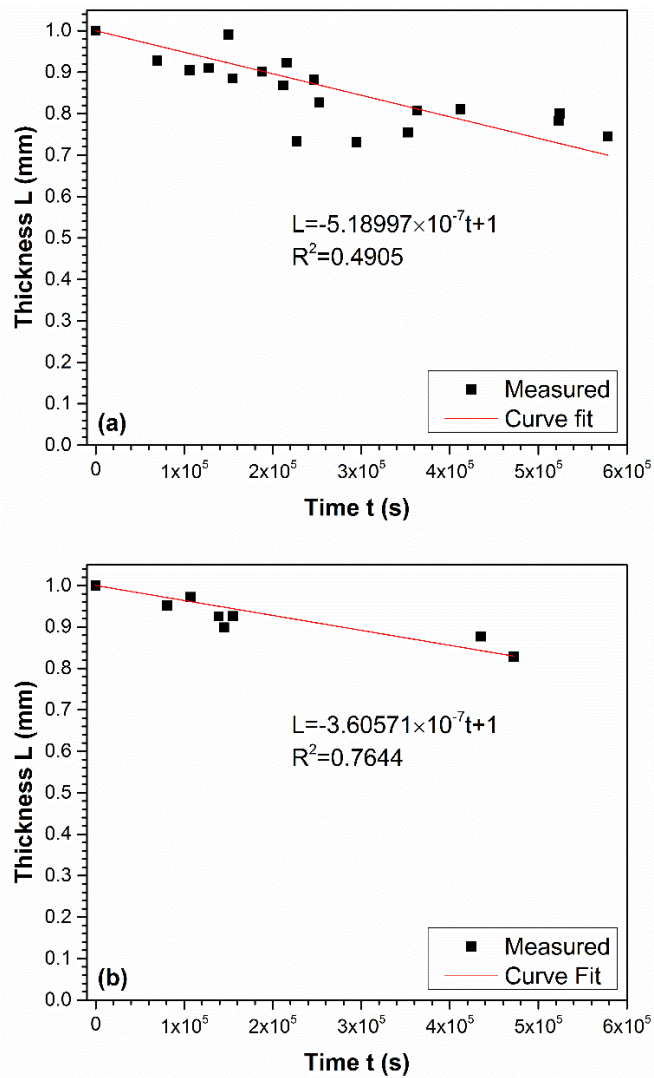 1.0
0.9
0.8
0.7
0.6
0.5
0.4
0.3
0.2
0.1
0.0
Thickness L (mm)
L=-5.18997×10⁻⁷t+1
R²=0.4905
Measured
Curve fit
(a)
0 1x10⁵ 2x10⁵ 3x10⁵ 4x10⁵ 5x10⁵ 6x10⁵
Time t (s)
1.0
0.9
0.8
0.7
0.6
0.5
0.4
0.3
0.2
0.1
0.0
Thickness L (mm)
L=-3.60571×10⁻⁷t+1
R²=0.7644
Measured
Curve Fit
(b)
0 1x10⁵ 2x10⁵ 3x10⁵ 4x10⁵ 5x10⁵ 6x10⁵
Time t (s)